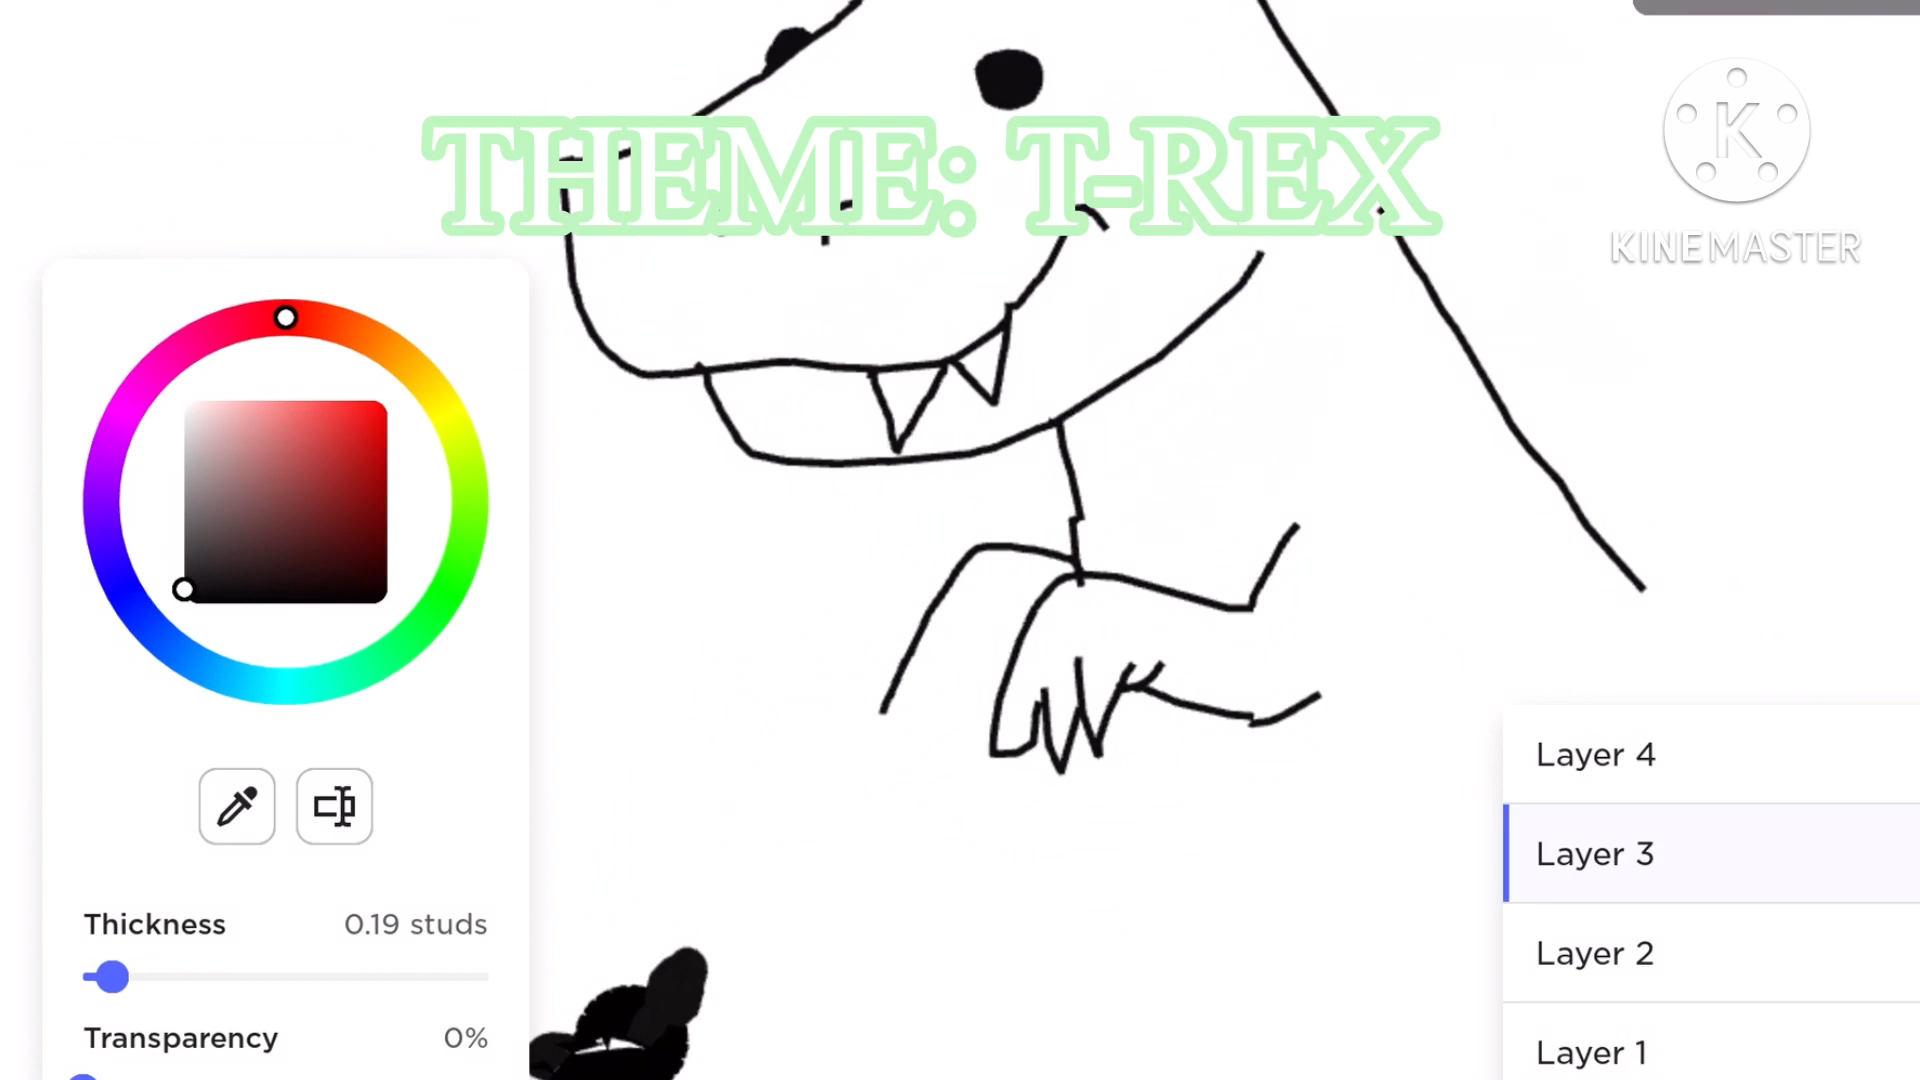 THEME: T-REX
K
KINEMASTER
Layer 4
Layer 3
Thickness 0.19 studs
Layer 2
Transparency 0%
Layer 1